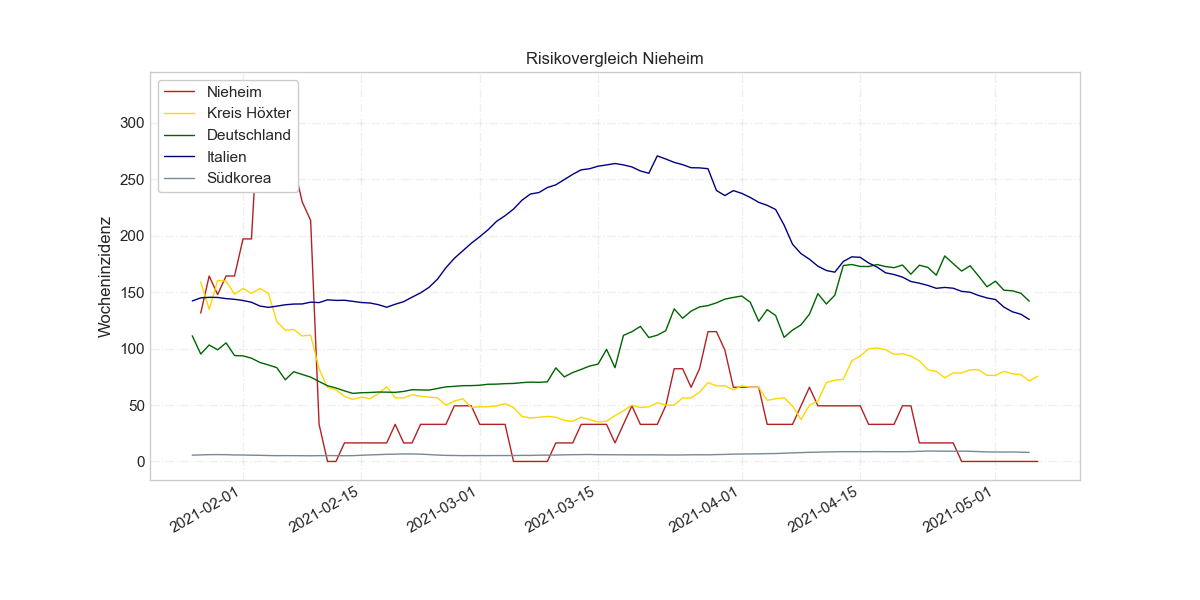 Risikovergleich Nieheim
Nieheim
Kreis Höxter
Deutschland
Italien
Südkorea
Wocheninzidenz
300
250
200
150
100
50
0
2021-02-01
2021-02-15
2021-03-01
2021-03-15
2021-04-01
2021-04-15
2021-05-01